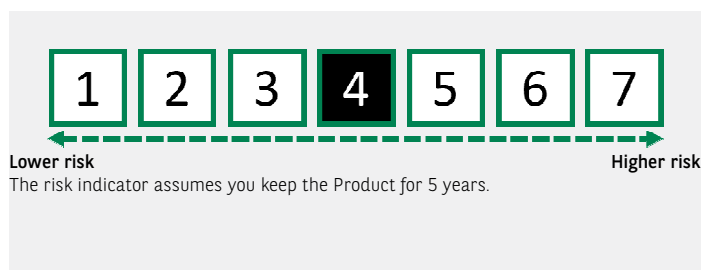 1 2 3 4 5 6 7
Lower risk Higher risk
The risk indicator assumes you keep the Product for 5 years.